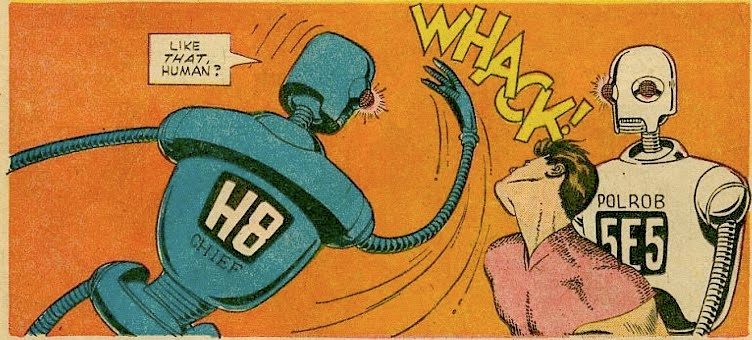 LIKE
THAT,
HUMAN?
WHACK!
H8
CHIEF
POLROB
5E5